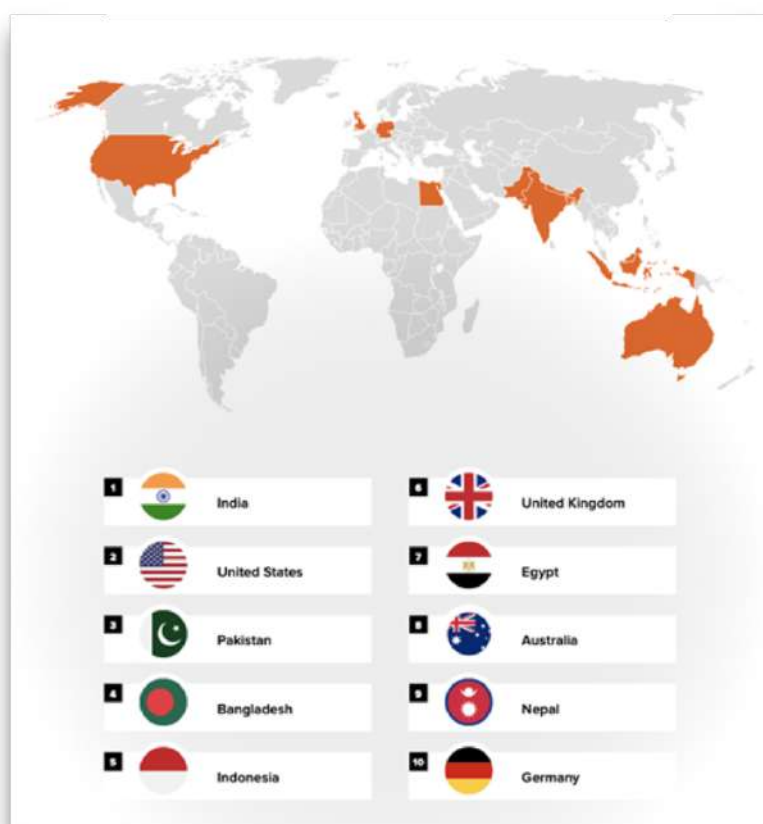 1
India
2
United States
3
Pakistan
4
Bangladesh
5
Indonesia
6
United Kingdom
7
Egypt
8
Australia
9
Nepal
10
Germany